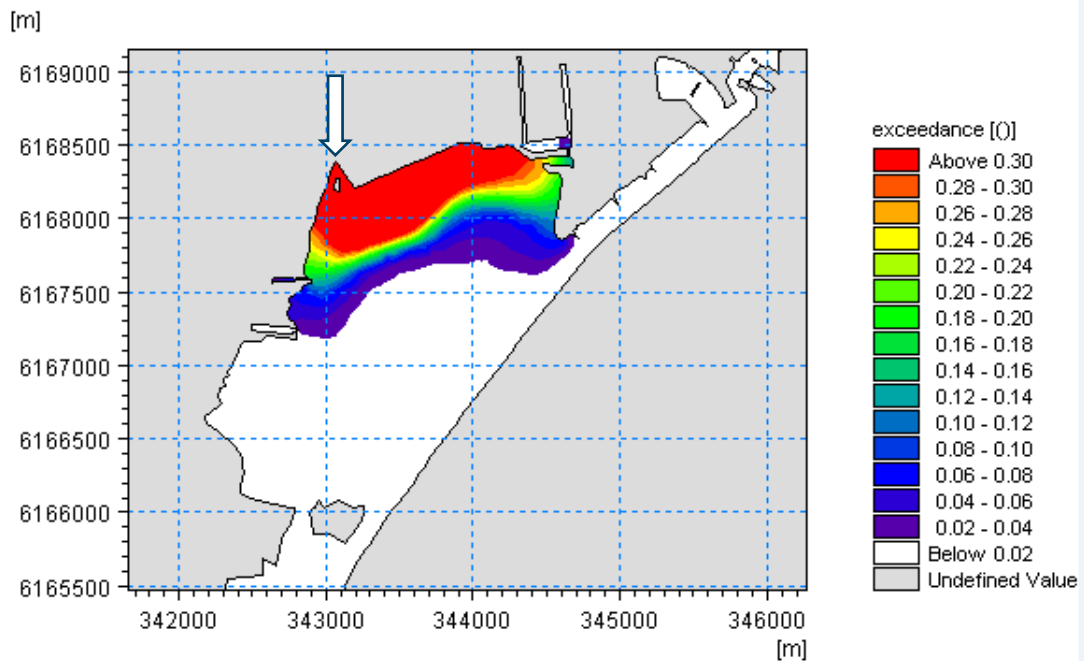 [m]
6169000
6168500
6168000
6167500
6167000
6166500
6166000
6165500
342000 343000 344000 345000 346000
[m]
exceedance [()]
Above 0.30
0.28 - 0.30
0.26 - 0.28
0.24 - 0.26
0.22 - 0.24
0.20 - 0.22
0.18 - 0.20
0.16 - 0.18
0.14 - 0.16
0.12 - 0.14
0.10 - 0.12
0.08 - 0.10
0.06 - 0.08
0.04 - 0.06
0.02 - 0.04
Below 0.02
Undefined Value